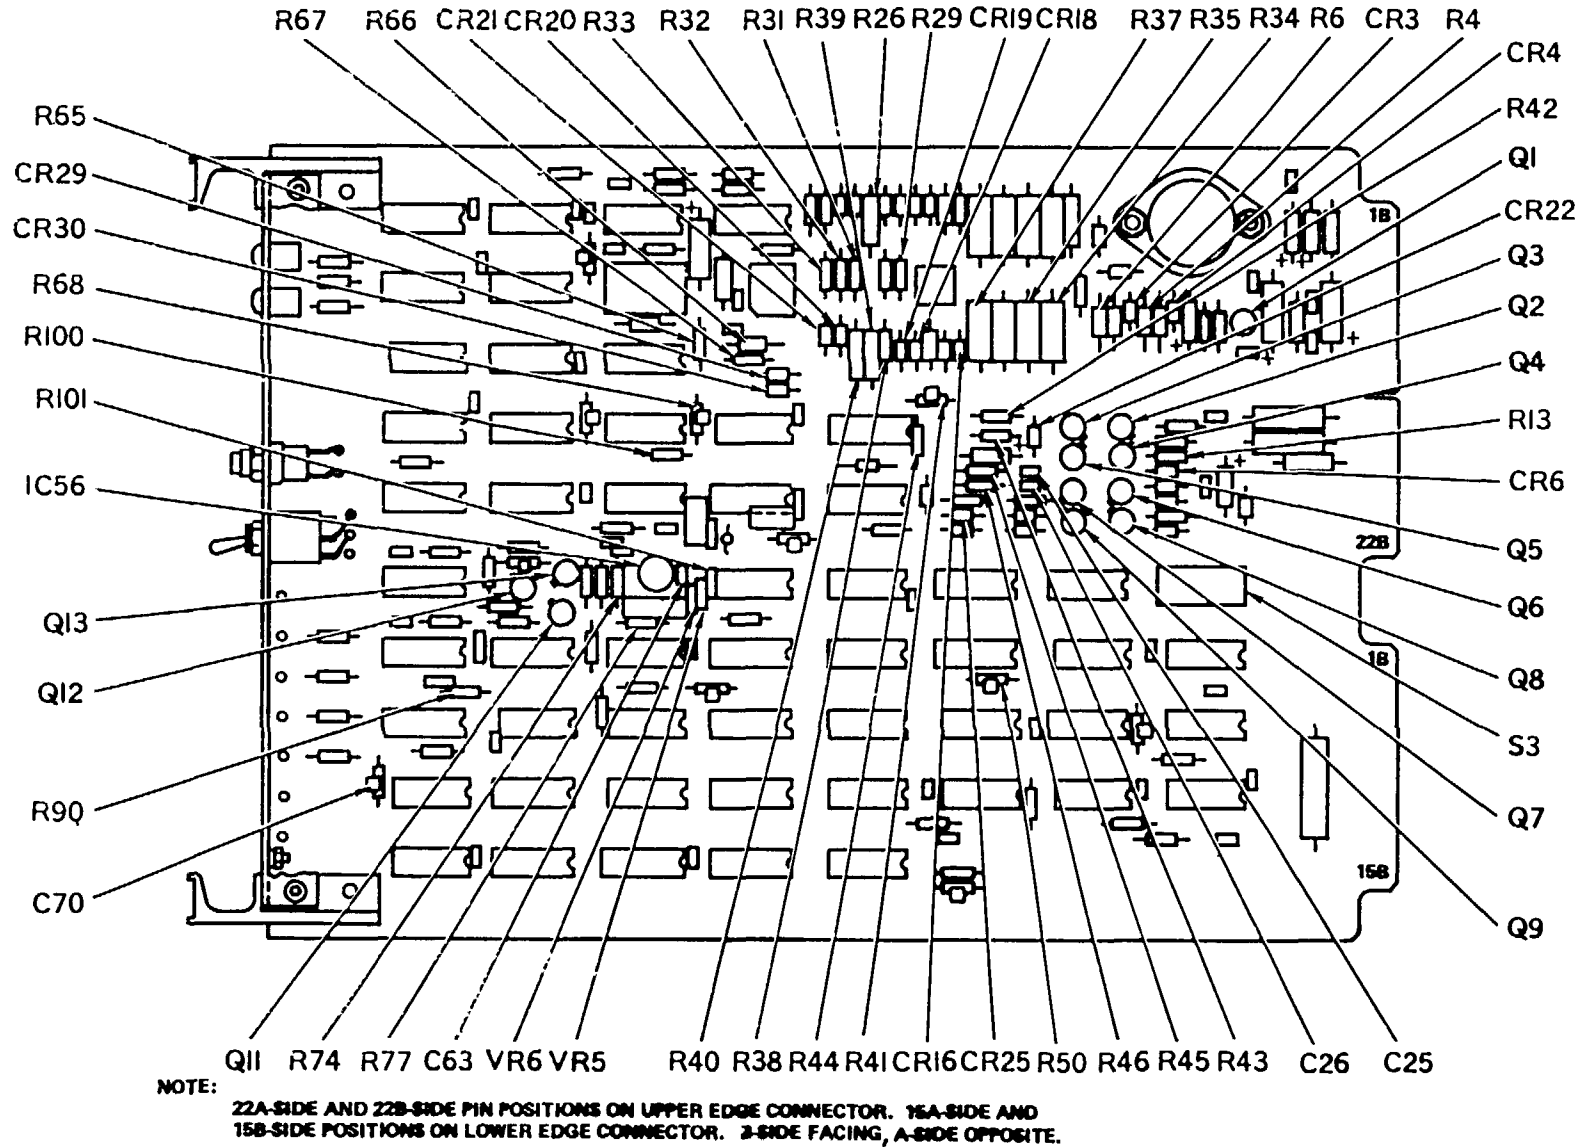 R67 R66 CR21 CR20 R33 R32 R31 R39 R26 R29 CR19 CR18 R37 R35 R34 R6 CR3 R4
CR4
R42
Q1
CR22
Q3
Q2
Q4
R13
CR6
Q5
Q6
Q8
S3
Q7
Q9
R65
CR29
CR30
R68
R100
R101
IC56
Q13
Q12
R90
C70
1B
22B
1B
15B
Q11 R74 R77 C63 VR6 VR5 R40 R38 R44 R41 CR16 CR25 R50 R46 R45 R43 C26 C25
NOTE:
22A-SIDE AND 22B-SIDE PIN POSITIONS ON UPPER EDGE CONNECTOR. 15A-SIDE AND
15B-SIDE POSITIONS ON LOWER EDGE CONNECTOR. B-SIDE FACING, A-SIDE OPPOSITE.